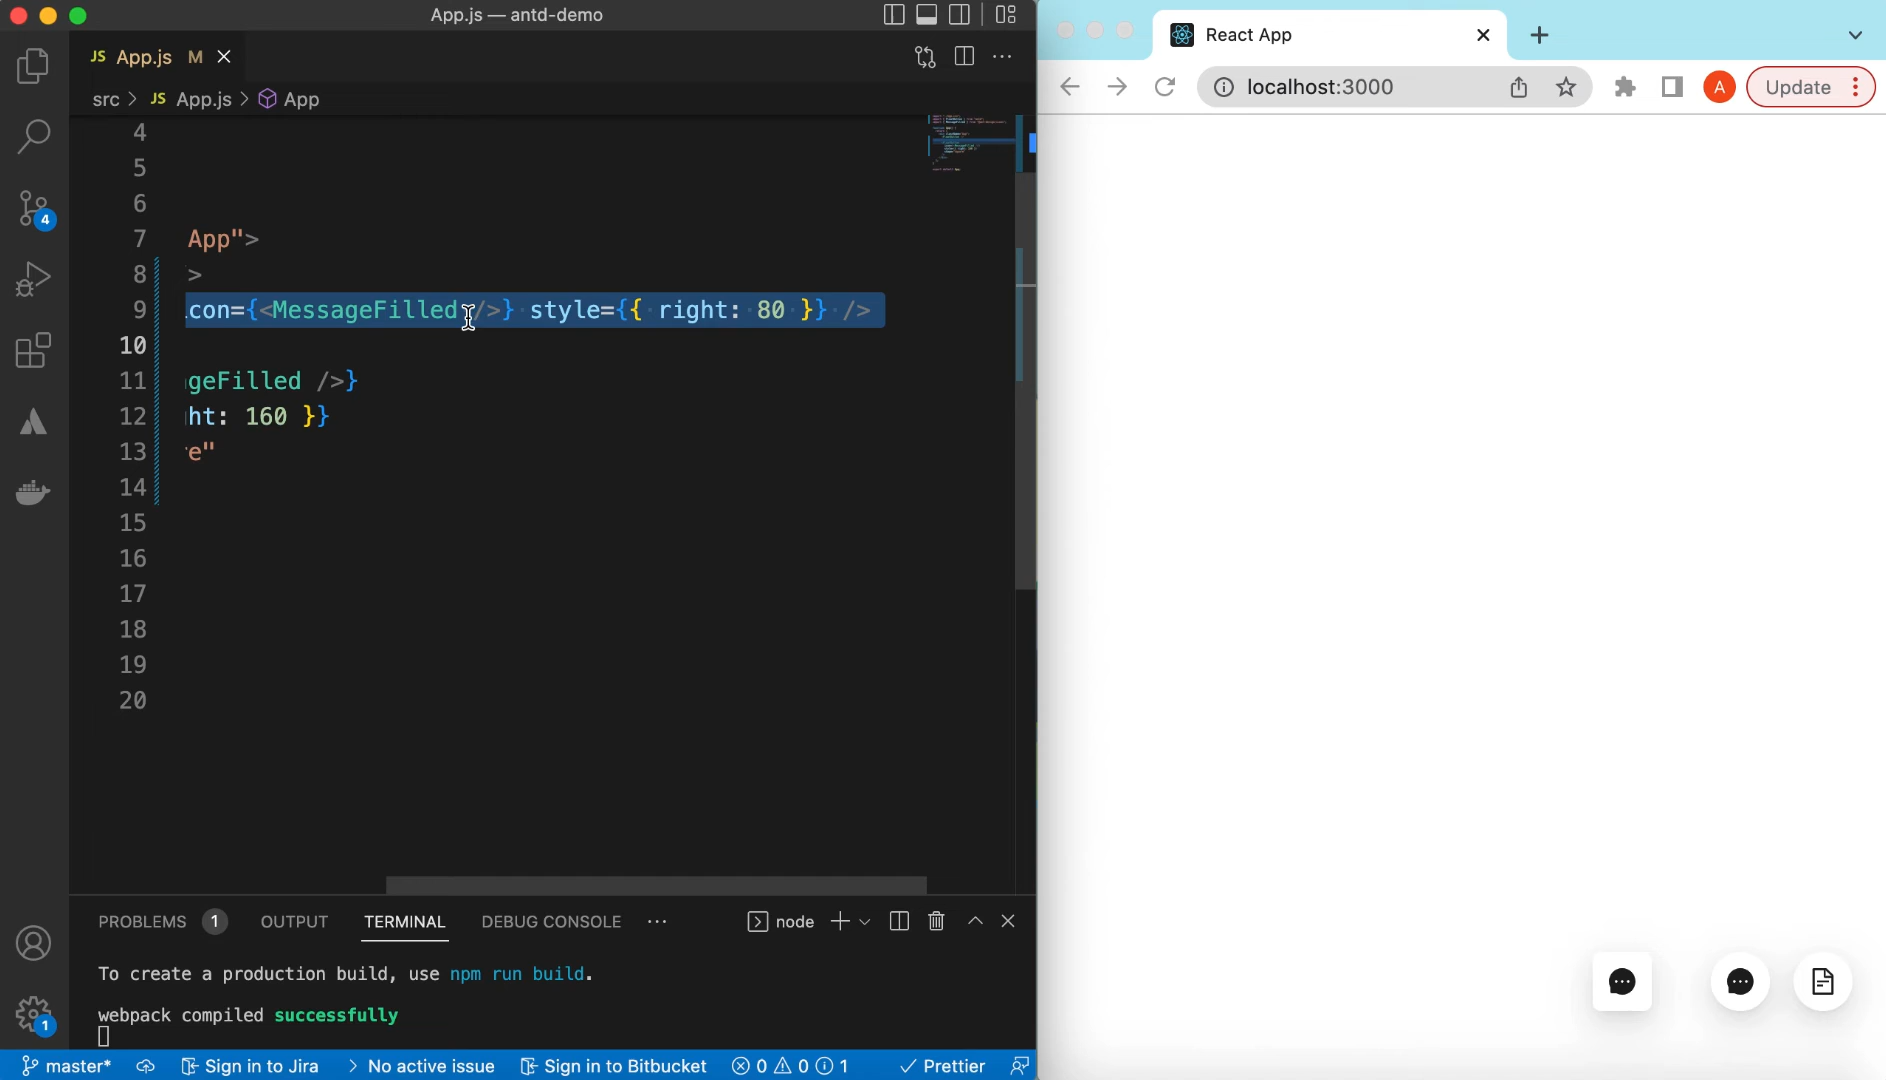 App.js — antd-demo
JS App.js M
src > JS App.js > App
4
5
6
7 App">
8 >
9 con={<MessageFilled />} style={{ right: 80 }} />
10
11 geFilled />}
12 ht: 160 }}
13 e"
14
15
16
17
18
19
20
4
1
PROBLEMS 1 OUTPUT TERMINAL DEBUG CONSOLE ... node
To create a production build, use npm run build.
webpack compiled successfully
master* Sign in to Jira > No active issue Sign in to Bitbucket 0 0 1 Prettier
React App
localhost:3000
A
Update